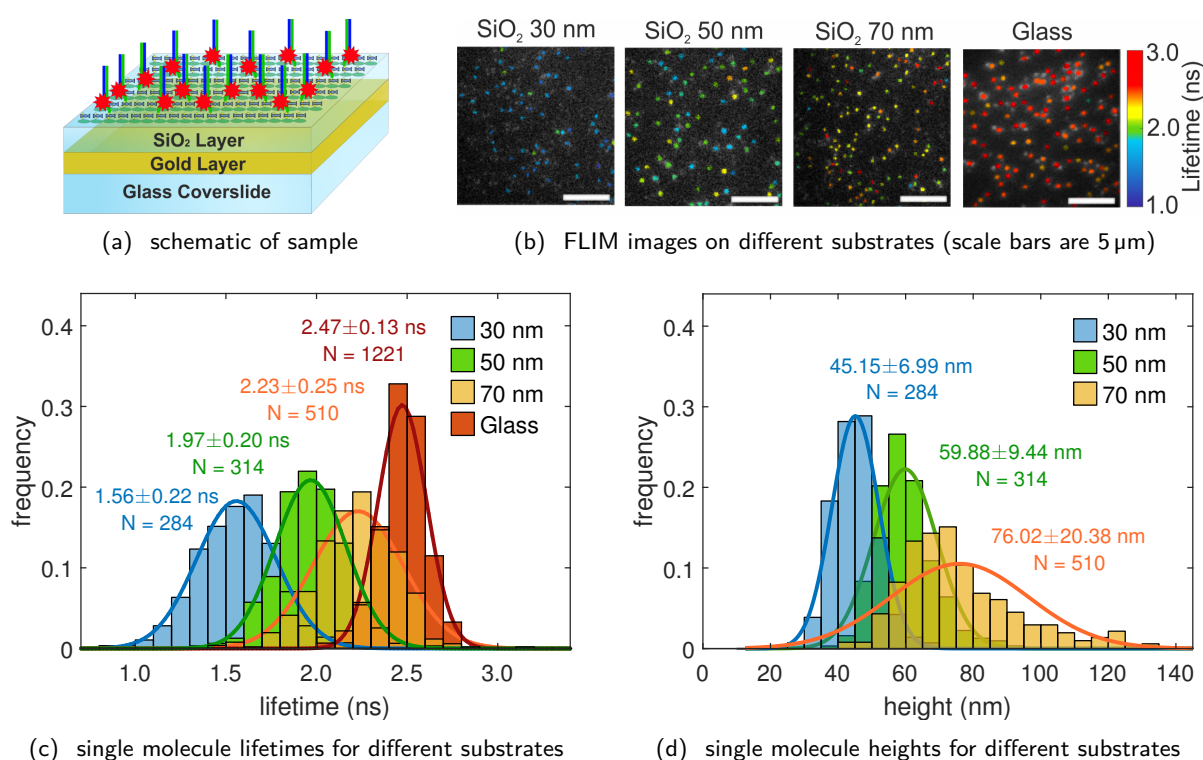 SiO₂ Layer
Gold Layer
Glass Coverslide
(a) schematic of sample
SiO₂ 30 nm SiO₂ 50 nm SiO₂ 70 nm Glass
3.0
2.0
1.0
Lifetime (ns)
(b) FLIM images on different substrates (scale bars are 5 µm)
0.4
0.3
0.2
0.1
0
frequency
2.47±0.13 ns
N = 1221
2.23±0.25 ns
N = 510
1.97±0.20 ns
N = 314
1.56±0.22 ns
N = 284
30 nm
50 nm
70 nm
Glass
1.0 1.5 2.0 2.5 3.0
lifetime (ns)
(c) single molecule lifetimes for different substrates
0.4
0.3
0.2
0.1
0
frequency
45.15±6.99 nm
N = 284
59.88±9.44 nm
N = 314
76.02±20.38 nm
N = 510
30 nm
50 nm
70 nm
0 20 40 60 80 100 120 140
height (nm)
(d) single molecule heights for different substrates